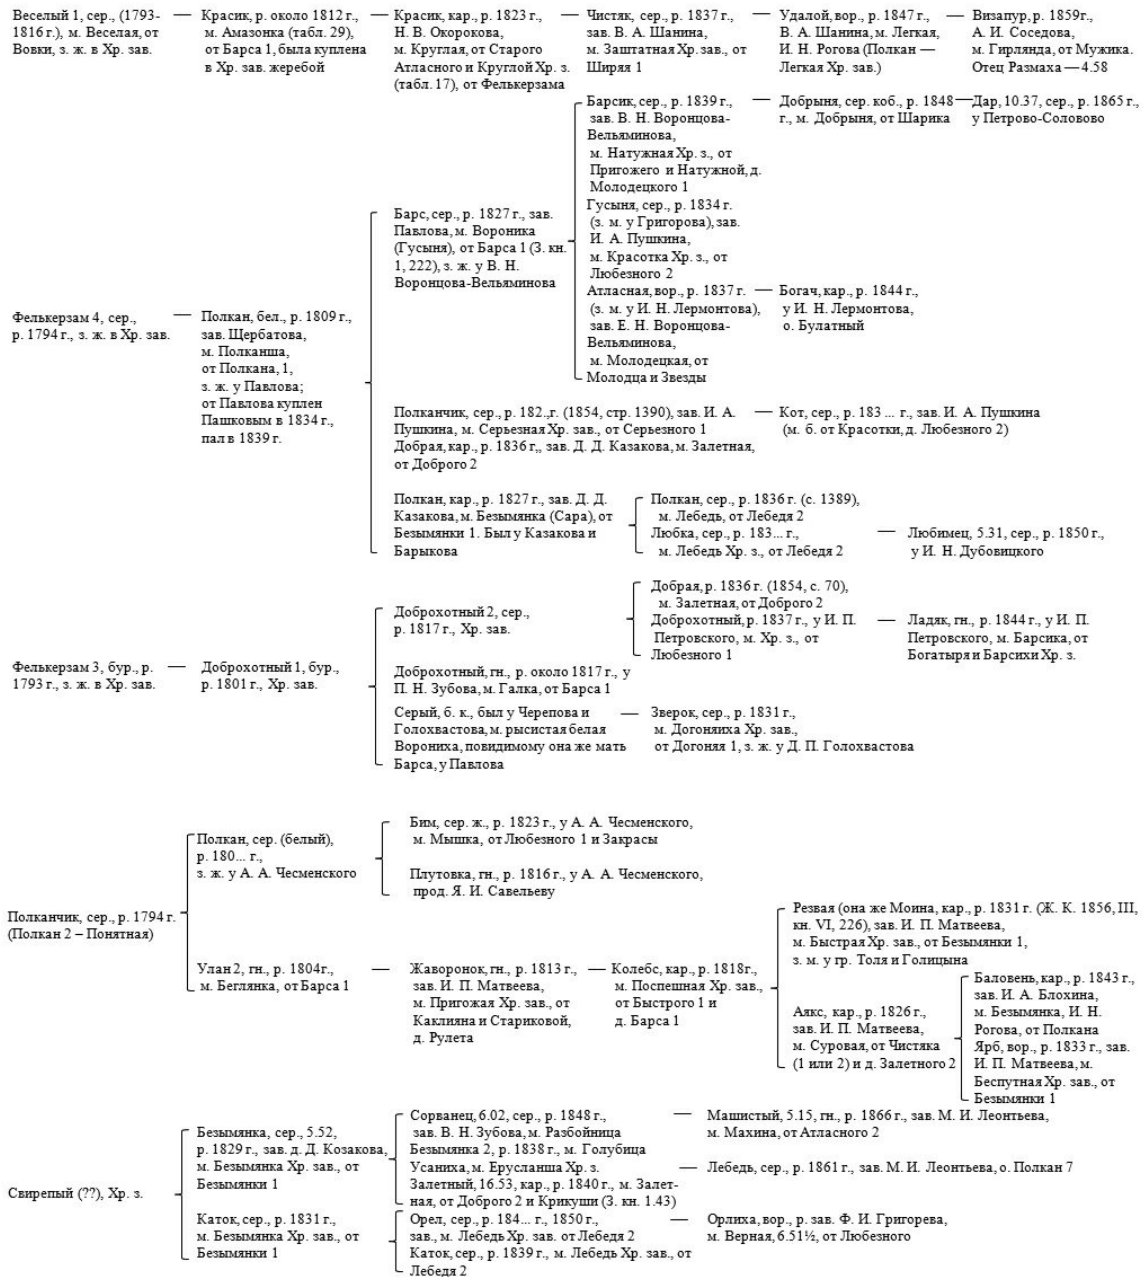 Веселый 1, сер., (1793-
1816 г.), м. Веселая, от
Вовки, з. ж. в Хр. зав.
—
Красик, р. около 1812 г.,
м. Амазонка (табл. 29),
от Барса 1, была куплена
в Хр. зав. жеребой
—
Красик, кар., р. 1823 г.,
Н. В. Окорокова,
м. Круглая, от Старого
Атласного и Круглой Хр. з.
(табл. 17), от Фелькерзама
—
Чистяк, сер., р. 1837 г.,
зав. В. А. Шанина,
м. Заштатная Хр. зав., от
Ширяя 1
—
Удалой, вор., р. 1847 г.,
В. А. Шанина, м. Легкая,
И. Н. Рогова (Полкан —
Легкая Хр. зав.)
—
Визапур, р. 1859г.,
А. И. Соседова,
м. Гирлянда, от Мужика.
Отец Размаха — 4.58
Фелькерзам 4, сер.,
р. 1794 г., з. ж. в Хр. зав.
—
Полкан, бел., р. 1809 г.,
зав. Щербатова,
м. Полканша,
от Полкана, 1,
з. ж. у Павлова;
от Павлова куплен
Пашковым в 1834 г.,
пал в 1839 г.
Барс, сер., р. 1827 г., зав.
Павлова, м. Вороника
(Гусыня), от Барса 1 (З. кн.
1, 222), з. ж. у В. Н.
Воронцова-Вельяминова
Барсик, сер., р. 1839 г.,
зав. В. Н. Воронцова-
Вельяминова,
м. Натужная Хр. з., от
Пригожего и Натужной, д.
Молодецкого 1
—
Добрыня, сер. коб., р. 1848
г., м. Добрыня, от Шарика
—
Дар, 10.37, сер., р. 1865 г.,
у Петрово-Соловово
Гусыня, сер., р. 1834 г.
(з. м. у Григорова), зав.
И. А. Пушкина,
м. Красотка Хр. з., от
Любезного 2
Атласная, вор., р. 1837 г.
(з. м. у И. Н. Лермонтова),
зав. Е. Н. Воронцова-
Вельяминова,
м. Молодецкая, от
Молодца и Звезды
—
Богач, кар., р. 1844 г.,
у И. Н. Лермонтова,
о. Булатный
Полканчик, сер., р. 182.,г. (1854, стр. 1390), зав. И. А.
Пушкина, м. Серьезная Хр. зав., от Серьезного 1
—
Кот, сер., р. 183 ... г., зав. И. А. Пушкина
(м. б. от Красотки, д. Любезного 2)
Добрая, кар., р. 1836 г., зав. Д. Д. Казакова, м. Залетная,
от Доброго 2
Полкан, кар., р. 1827 г., зав. Д. Д.
Казакова, м. Безымянка (Сара), от
Безымянки 1. Был у Казакова и
Барыкова
Полкан, сер., р. 1836 г. (с. 1389),
м. Лебедь, от Лебедя 2
Любка, сер., р. 183... г.,
м. Лебедь Хр. з., от Лебедя 2
—
Любимец, 5.31, сер., р. 1850 г.,
у И. Н. Дубовицкого
Фелькерзам 3, бур., р.
1793 г., з. ж. в Хр. зав.
—
Доброхотный 1, бур.,
р. 1801 г., Хр. зав.
Доброхотный 2, сер.,
р. 1817 г., Хр. зав.
Добрая, р. 1836 г. (1854, с. 70),
м. Залетная, от Доброго 2
Доброхотный, р. 1837 г., у И. П.
Петровского, м. Хр. з., от
Любезного 1
—
Ладяк, гн., р. 1844 г., у И. П.
Петровского, м. Барсика, от
Богатыря и Барсихи Хр. з.
Доброхотный, гн., р. около 1817 г., у
П. Н. Зубова, м. Галка, от Барса 1
Серый, б. к., был у Черепова и
Голохвастова, м. рысистая белая
Ворониха, повидимому она же мать
Барса, у Павлова
—
Зверок, сер., р. 1831 г.,
м. Догоняиха Хр. зав.,
от Догоняя 1, з. ж. у Д. П. Голохвастова
Полканчик, сер., р. 1794 г.
(Полкан 2 – Понятная)
Полкан, сер. (белый),
р. 180... г.,
з. ж. у А. А. Чесменского
Бим, сер. ж., р. 1823 г., у А. А. Чесменского,
м. Мышка, от Любезного 1 и Закрасы
Плутовка, гн., р. 1816 г., у А. А. Чесменского,
прод. Я. И. Савельеву
Улан 2, гн., р. 1804г.,
м. Беглянка, от Барса 1
—
Жаворонок, гн., р. 1813 г.,
зав. И. П. Матвеева,
м. Пригожая Хр. зав., от
Каклияна и Стариковой,
д. Рулета
—
Колебс, кар., р. 1818г.,
м. Поспешная Хр. зав.,
от Быстрого 1 и
д. Барса 1
Резвая (она же Моина, кар., р. 1831 г. (Ж. К. 1856, III,
кн. VI, 226), зав. И. П. Матвеева,
м. Быстрая Хр. зав., от Безымянки 1,
з. м. у гр. Толя и Голицына
Аякс, кар., р. 1826 г.,
зав. И. П. Матвеева,
м. Суровая, от Чистяка
(1 или 2) и д. Залетного 2
Баловень, кар., р. 1843 г.,
зав. И. А. Блохина,
м. Безымянка, И. Н.
Рогова, от Полкана
Ярб, вор., р. 1833 г., зав.
И. П. Матвеева, м.
Беспутная Хр. зав., от
Безымянки 1
Свирепый (??), Хр. з.
Безымянка, сер., 5.52,
р. 1829 г., зав. д. Д. Козакова,
м. Безымянка Хр. зав., от
Безымянки 1
Сорванец, 6.02, сер., р. 1848 г.,
зав. В. Н. Зубова, м. Разбойница
—
Машистый, 5.15, гн., р. 1866 г., зав. М. И. Леонтьева,
м. Махина, от Атласного 2
Безымянка 2, р. 1838 г., м. Голубица
Усаниха, м. Ерусланша Хр. з.
—
Лебедь, сер., р. 1861 г., зав. М. И. Леонтьева, о. Полкан 7
Залетный, 16.53, кар., р. 1840 г., м. Залет-
ная, от Доброго 2 и Крикуши (З. кн. 1.43)
Каток, сер., р. 1831 г.,
м. Безымянка Хр. зав., от
Безымянки 1
Орел, сер., р. 184... г., 1850 г.,
зав., м. Лебедь Хр. зав. от Лебедя 2
—
Орлиха, вор., р. зав. Ф. И. Григорева,
м. Верная, 6.51½, от Любезного
Каток, сер., р. 1839 г., м. Лебедь Хр. зав., от
Лебедя 2